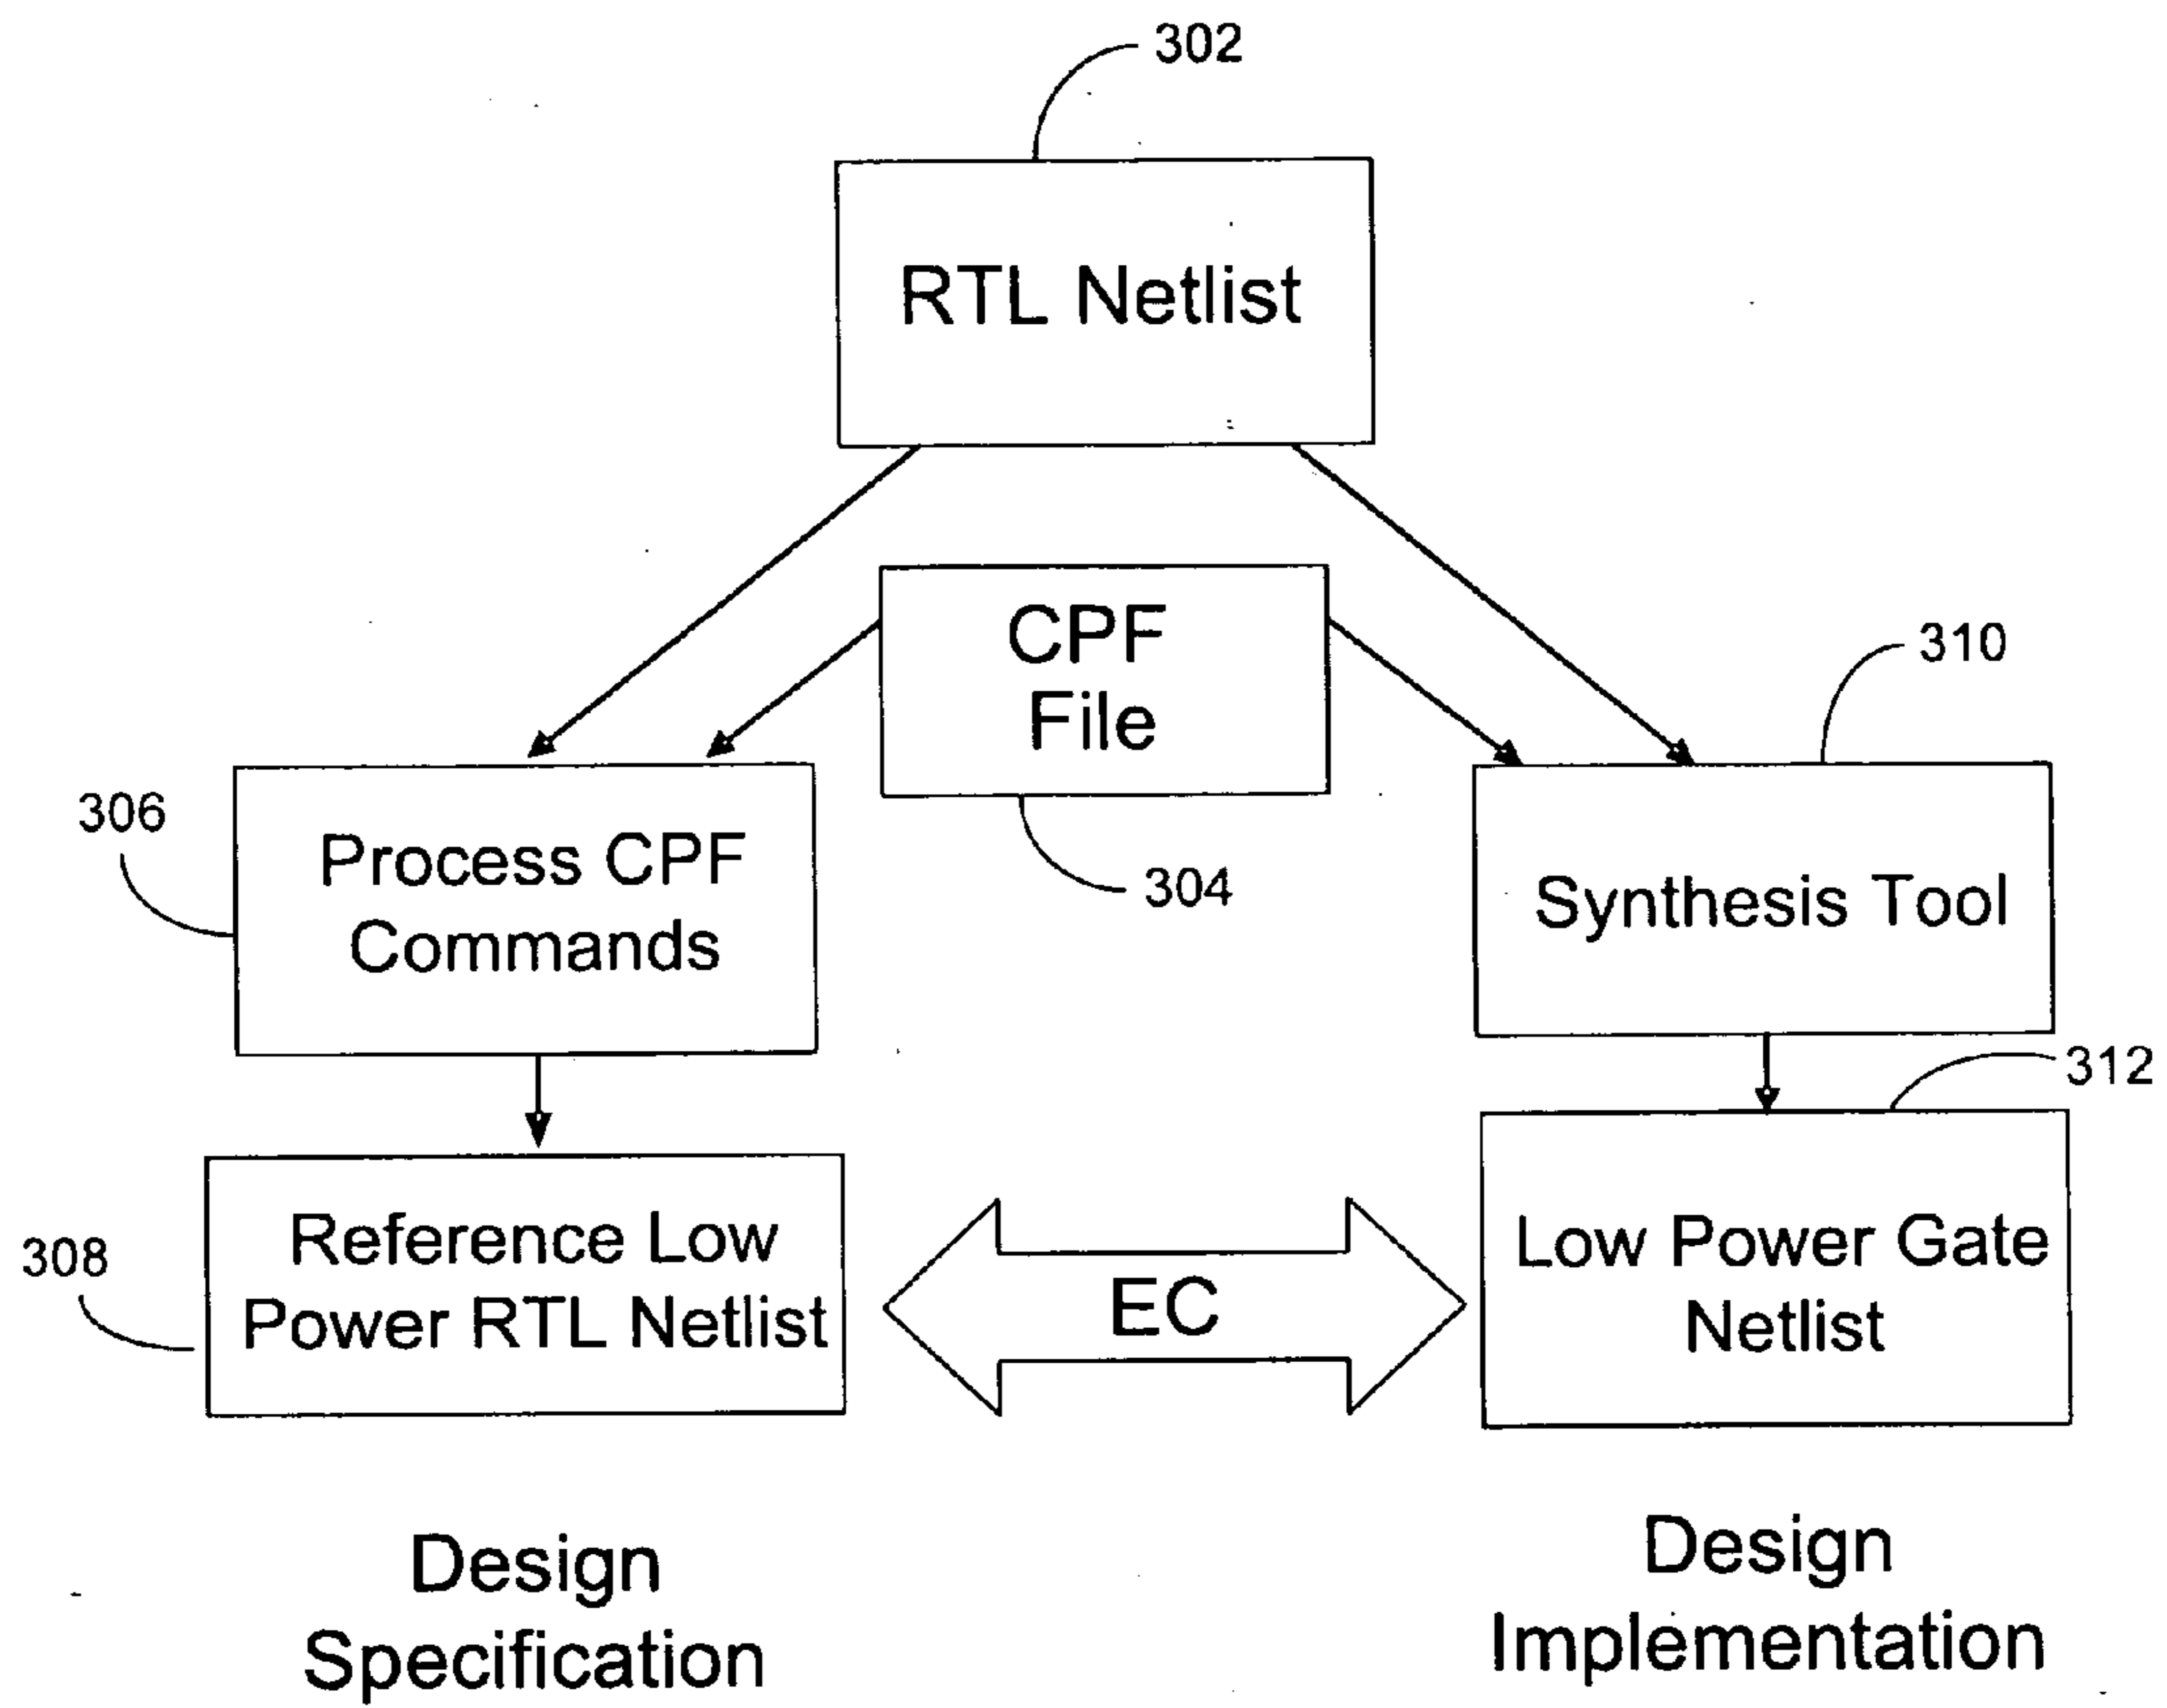 302
RTL Netlist
CPF
File
310
306
Process CPF
Commands
304
Synthesis Tool
312
308
Reference Low
Power RTL Netlist
EC
Low Power Gate
Netlist
Design
Specification
Design
Implementation